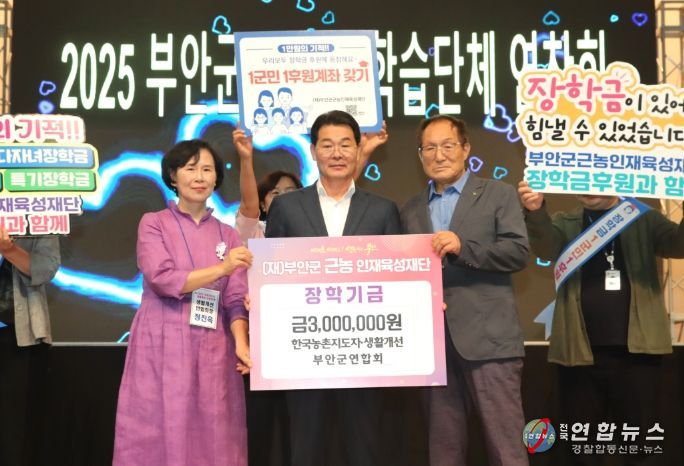 2025 부안군 학습단체 연찬회
1만원의 기적!!
우리모두 장학금 후원에 동참해요~
1군민 1후원계좌 갖기
(재)부안군근농인재육성재단
의 기적!!
다자녀장학금
특기장학금
재육성재단
과 함께
장학금이 있어
힘낼 수 있었습니다
부안군근농인재육성재
장학금후원과 함
(재)부안군 근농 인재육성재단
장학기금
금3,000,000원
한국농촌지도자·생활개선
부안군연합회
생활개선
연합회장
전국 연합뉴스
경찰합동신문·뉴스